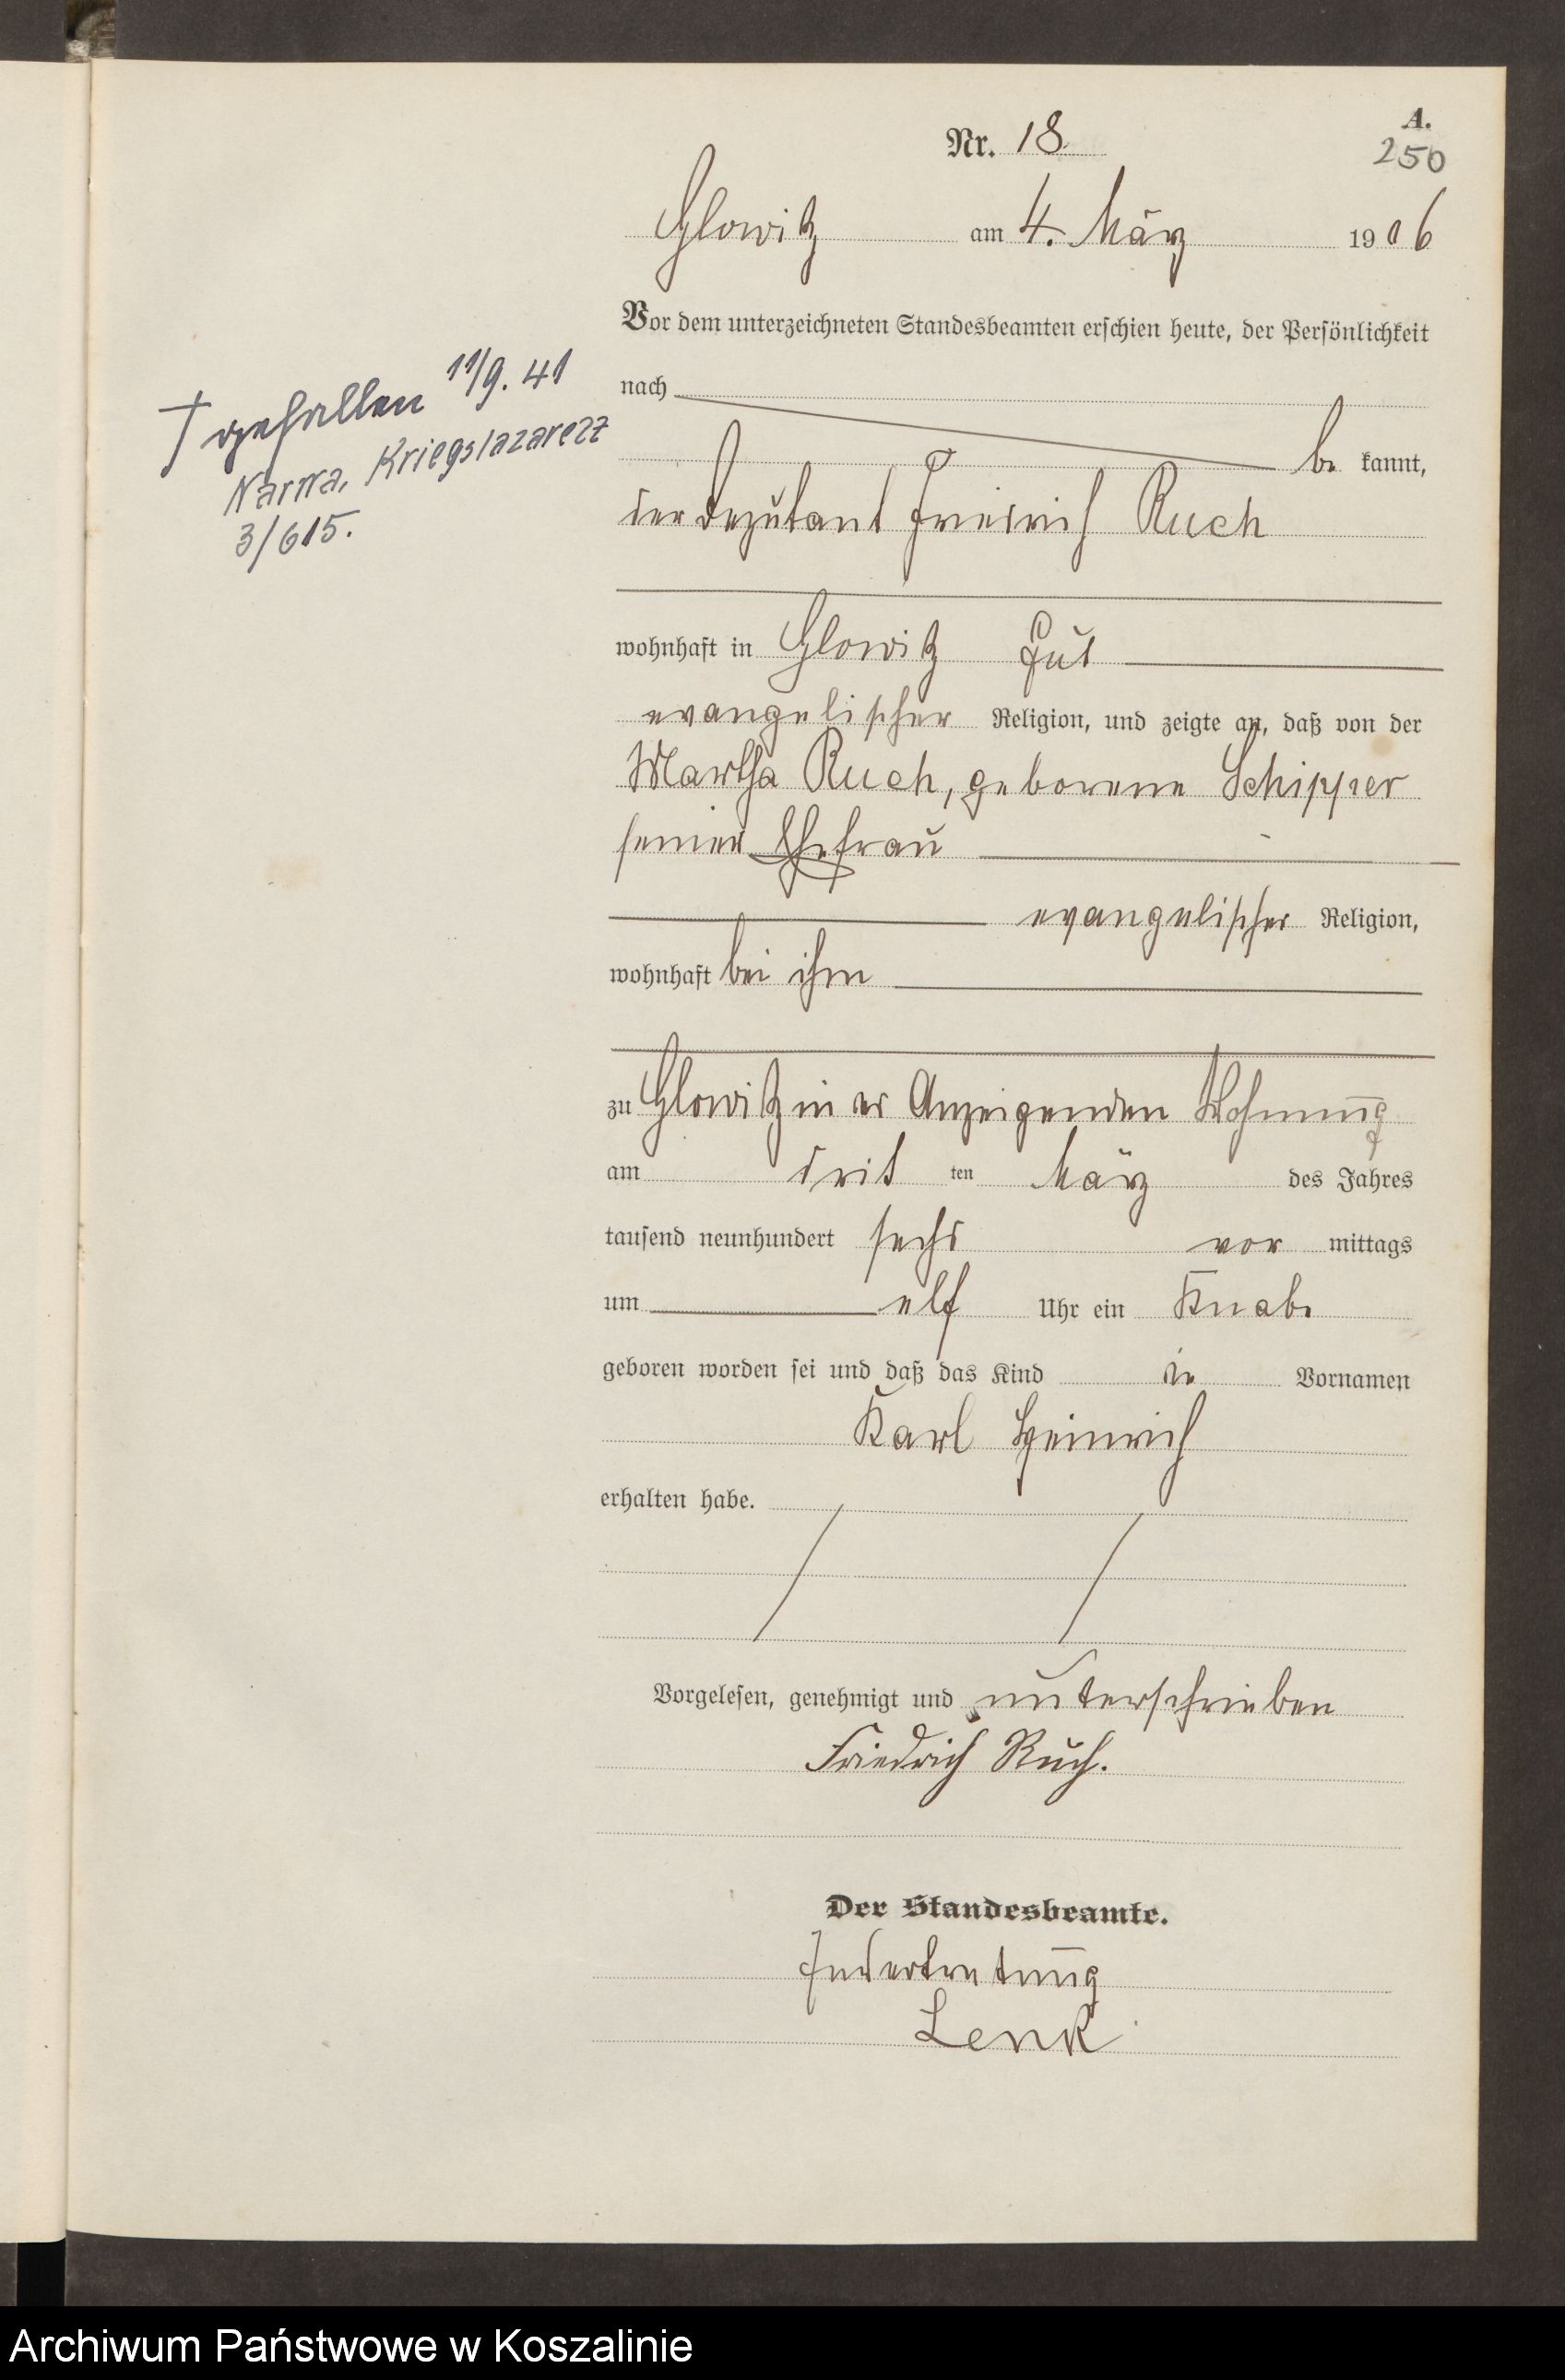 A.
Nr. 18.
250
Glowitz am 4. März 1906
Vor dem unterzeichneten Standesbeamten erschien heute, der Persönlichkeit
nach
be kannt,
der Deputant Friedrich Ruch
wohnhaft in Glowitz Gut
evangelischer Religion, und zeigte an, daß von der
Martha Ruch, geborene Schipper
seiner Ehefrau
evangelischer Religion,
wohnhaft bei ihm
zu Glowitz in der Anzeigenden Wohnung
am drit ten März des Jahres
tausend neunhundert sechs vor mittags
um elf Uhr ein Knabe
geboren worden sei und daß das Kind die Vornamen
Karl Heinrich
erhalten habe.
Vorgelesen, genehmigt und unterschrieben
Friedrich Ruch.
Der Standesbeamte.
In Vertretung
Lenk
† gefallen 11/9. 41
Narwa, Kriegslazarett
3/615.
Archiwum Państwowe w Koszalinie